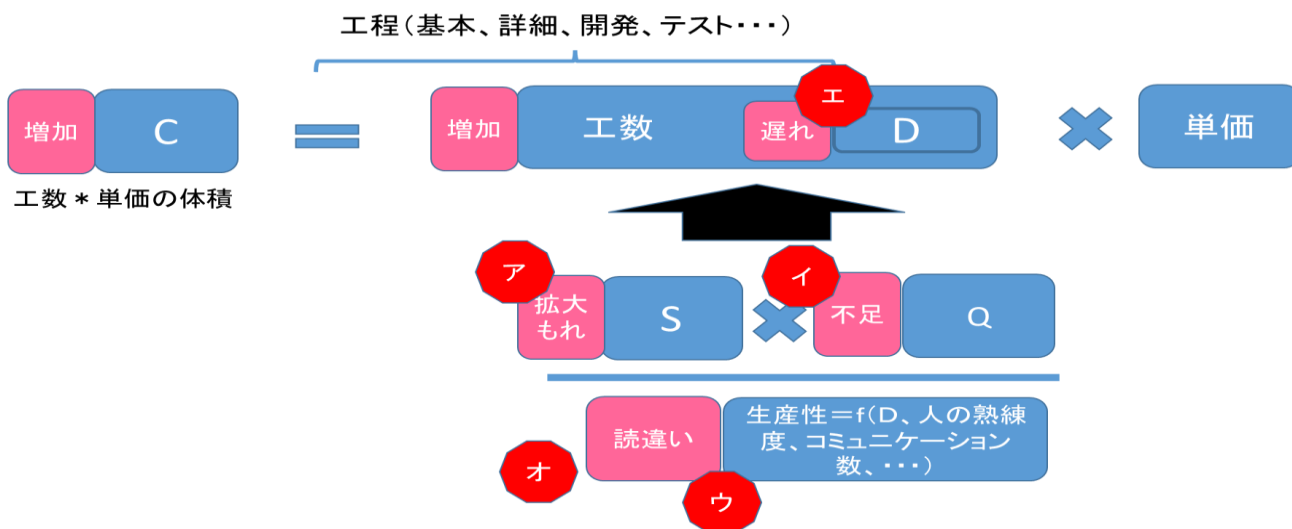 工程(基本、詳細、開発、テスト・・・)
エ
増加
C
増加
工数
遅れ
D
単価
工数*単価の体積
ア
イ
拡大
もれ
S
不足
Q
読違い
生産性=f(D、人の熟練
度、コミュニケーション
数、・・・)
オ
ウ